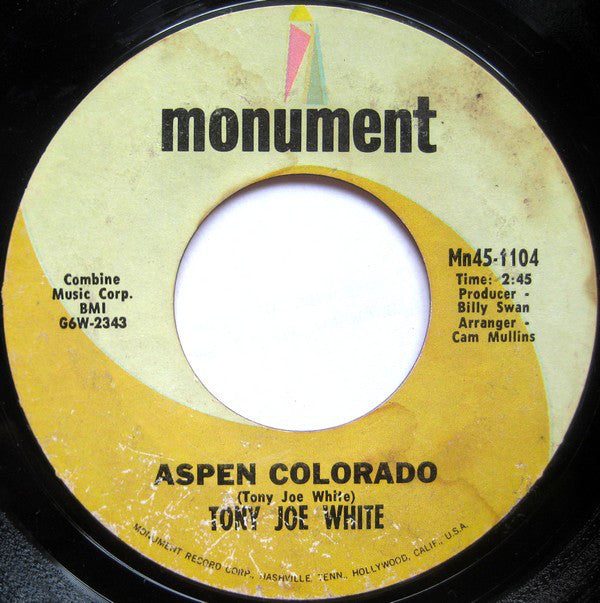 monument
Combine
Music Corp.
BMI
G6W-2343
Mn45-1104
Time: 2:45
Producer -
Billy Swan
Arranger -
Cam Mullins
ASPEN COLORADO
(Tony Joe White)
TONY JOE WHITE
MONUMENT RECORD CORP., NASHVILLE TENN., HOLLYWOOD, CALIF., U.S.A.